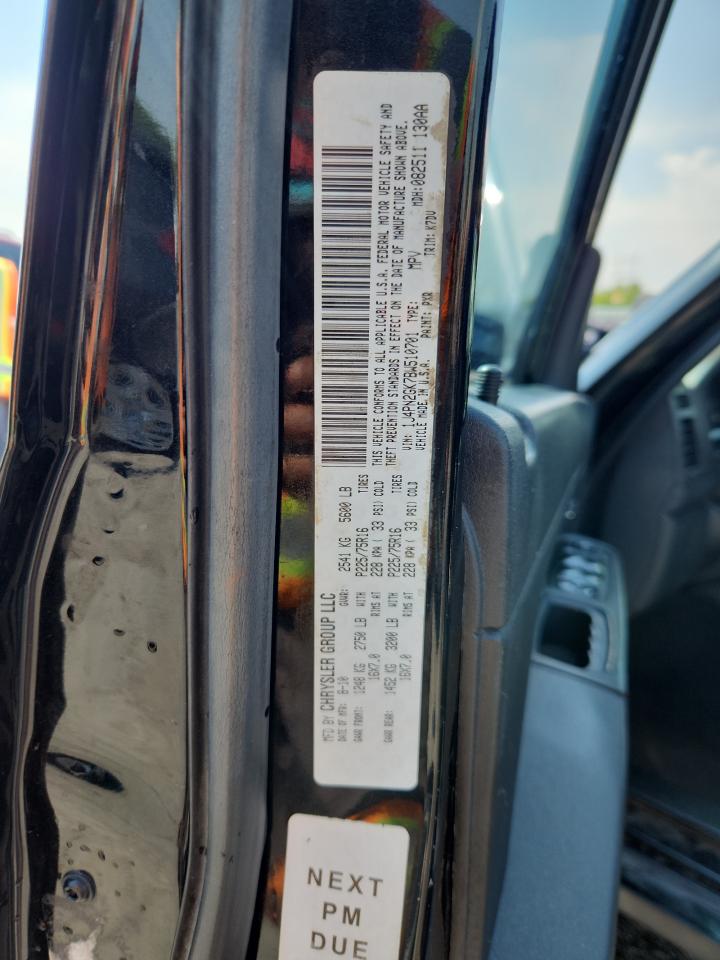 MFD BY CHRYSLER GROUP LLC
DATE OF MFR: 8-10 GVWR: 2541 KG 5600 LB
GAWR FRONT: 1248 KG 2750 LB WITH P225/75R16 TIRES
16X7.0 RIMS AT 228 KPA ( 33 PSI) COLD
GAWR REAR: 1452 KG 3200 LB WITH P225/75R16 TIRES
16X7.0 RIMS AT 228 KPA ( 33 PSI) COLD
THIS VEHICLE CONFORMS TO ALL APPLICABLE U.S.A. FEDERAL MOTOR VEHICLE SAFETY AND
THEFT PREVENTION STANDARDS IN EFFECT ON THE DATE OF MANUFACTURE SHOWN ABOVE.
VIN: 1J4PN2GK7BW510701 TYPE: MPV MDH: 082511 130AA
VEHICLE MADE IN U.S.A. PAINT: PXR TRIM: K7DV
NEXT
PM
DUE